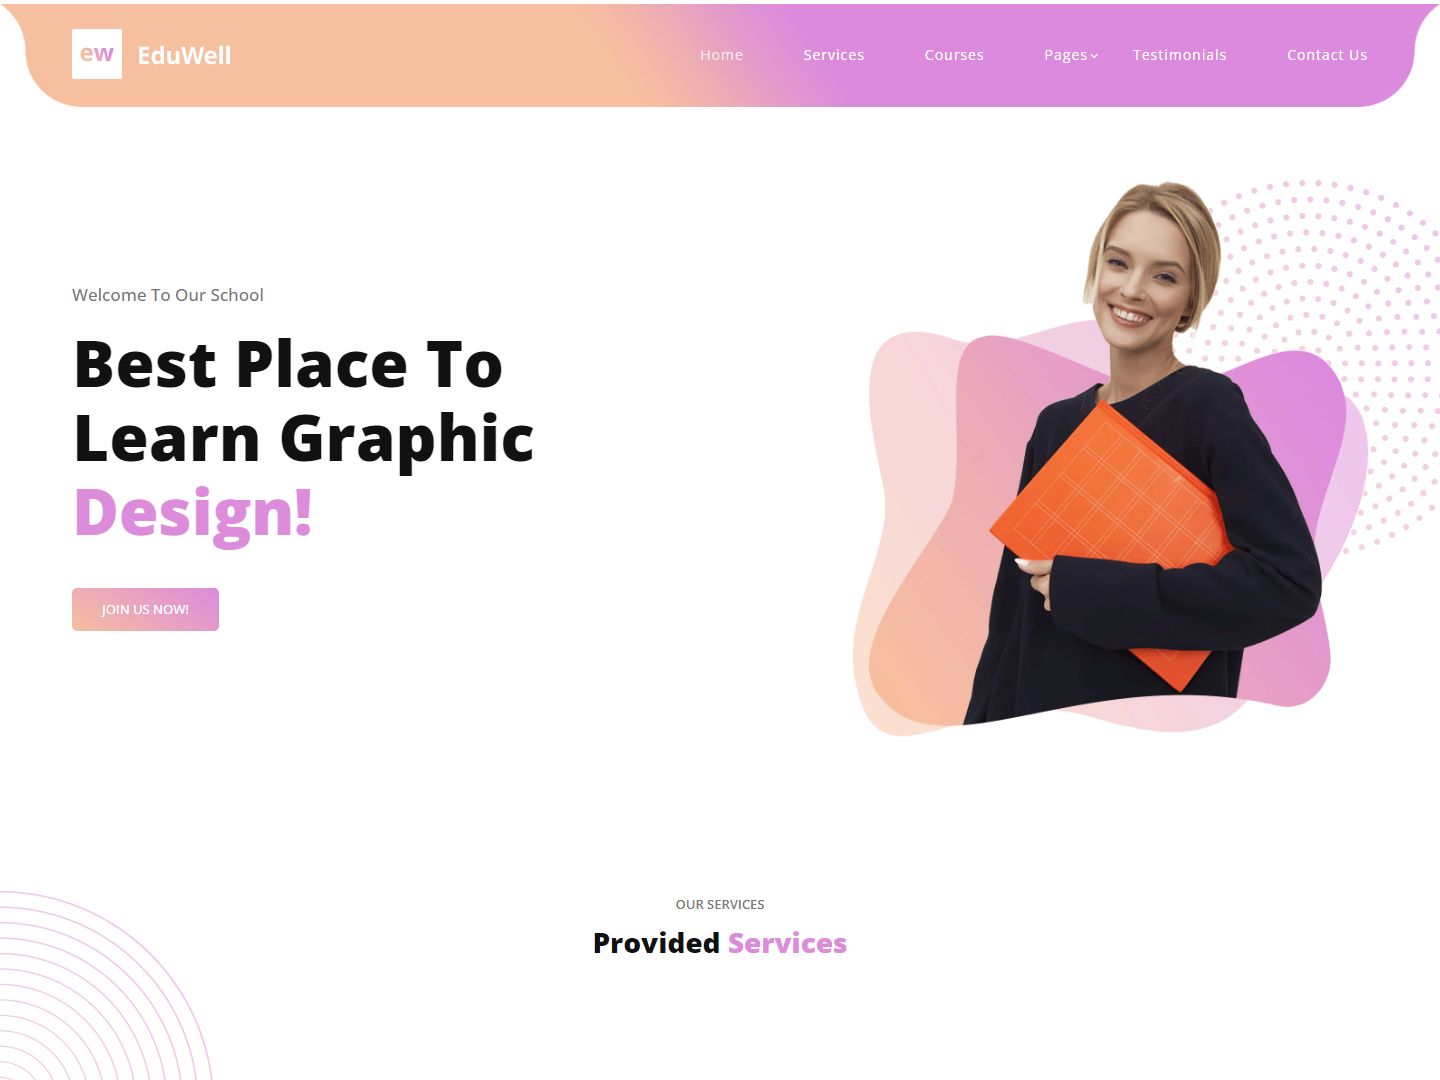 ew EduWell Home Services Courses Pages Testimonials Contact Us
Welcome To Our School
Best Place To
Learn Graphic
Design!
JOIN US NOW!
OUR SERVICES
Provided Services